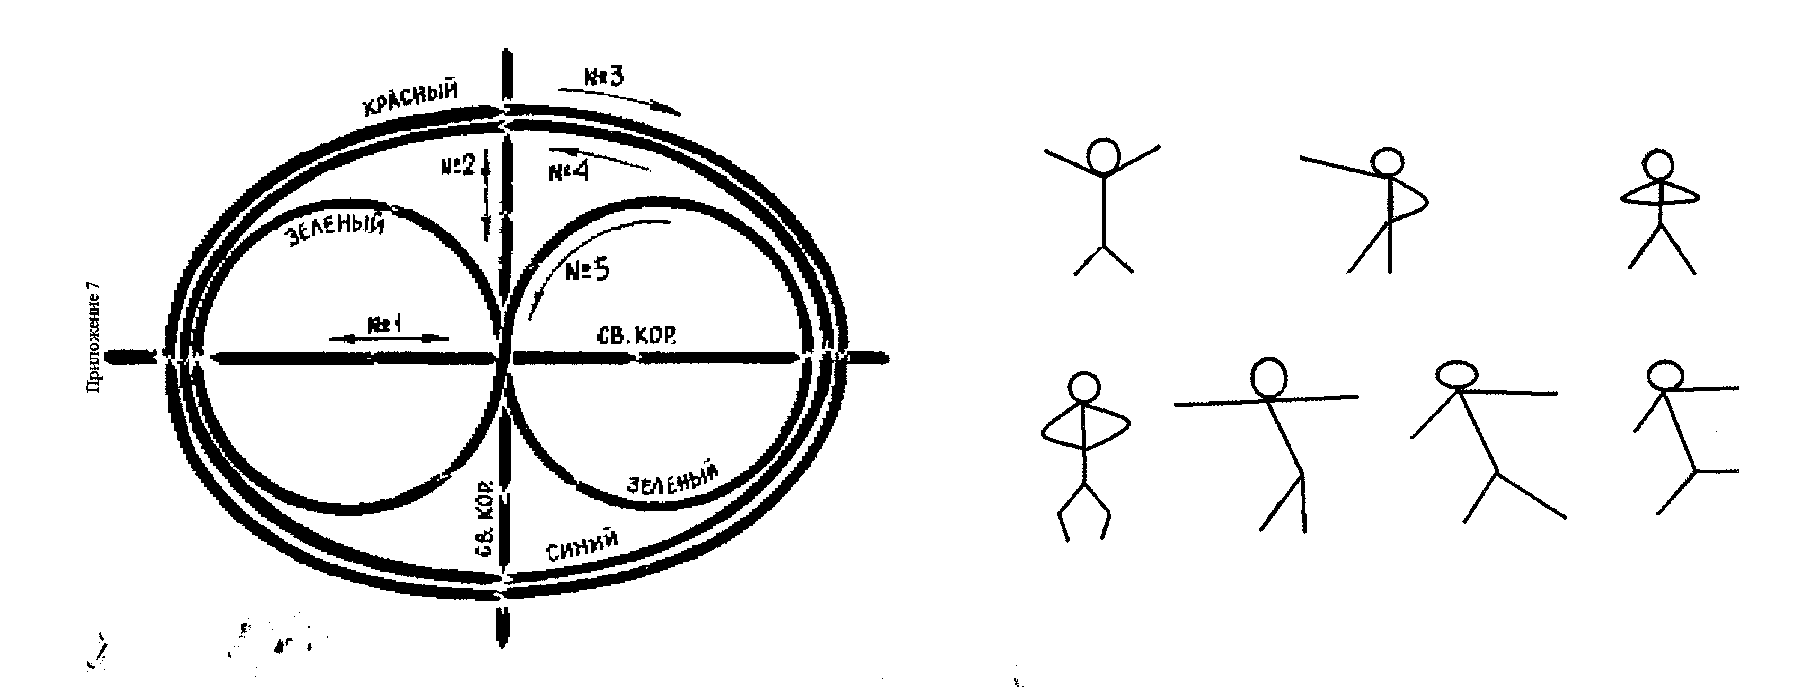 Приложение 7
КРАСНЫЙ
№3
№2
№4
ЗЕЛЕНЫЙ
№5
№1
СВ. КОР.
СВ. КОР.
ЗЕЛЕНЫЙ
СИНИЙ